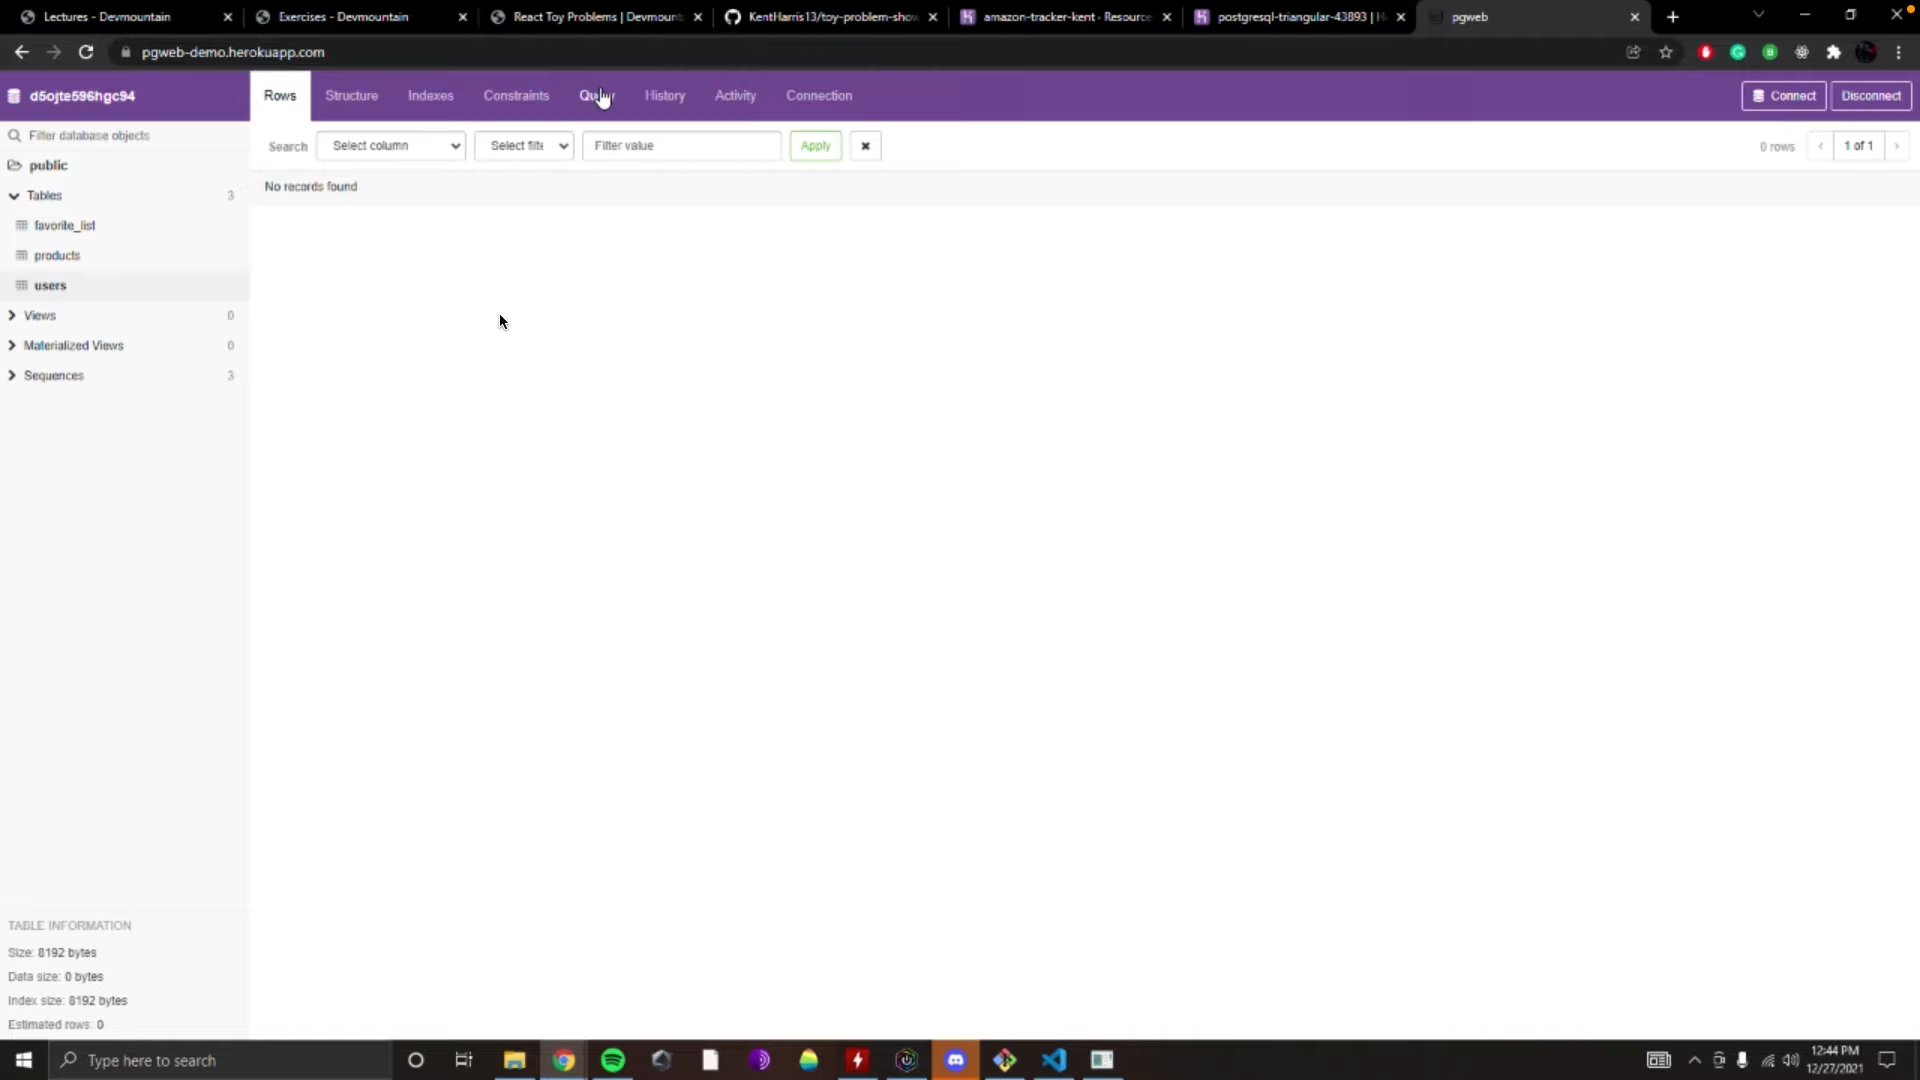 Lectures - Devmountain
Exercises - Devmountain
React Toy Problems | Devmount
KentHarris13/toy-problem-show
amazon-tracker-kent · Resource
postgresql-triangular-43893 | H
pgweb
pgweb-demo.herokuapp.com
d5ojte596hgc94
Rows
Structure
Indexes
Constraints
History
Activity
Connection
Connect
Disconnect
Filter database objects
Search
Select column
Select filte
Filter value
Apply
0 rows
1 of 1
public
No records found
Tables 3
favorite_list
products
users
Views 0
Materialized Views 0
Sequences 3
TABLE INFORMATION
Size: 8192 bytes
Data size: 0 bytes
Index size: 8192 bytes
Estimated rows: 0
Type here to search
12:44 PM
12/27/2021